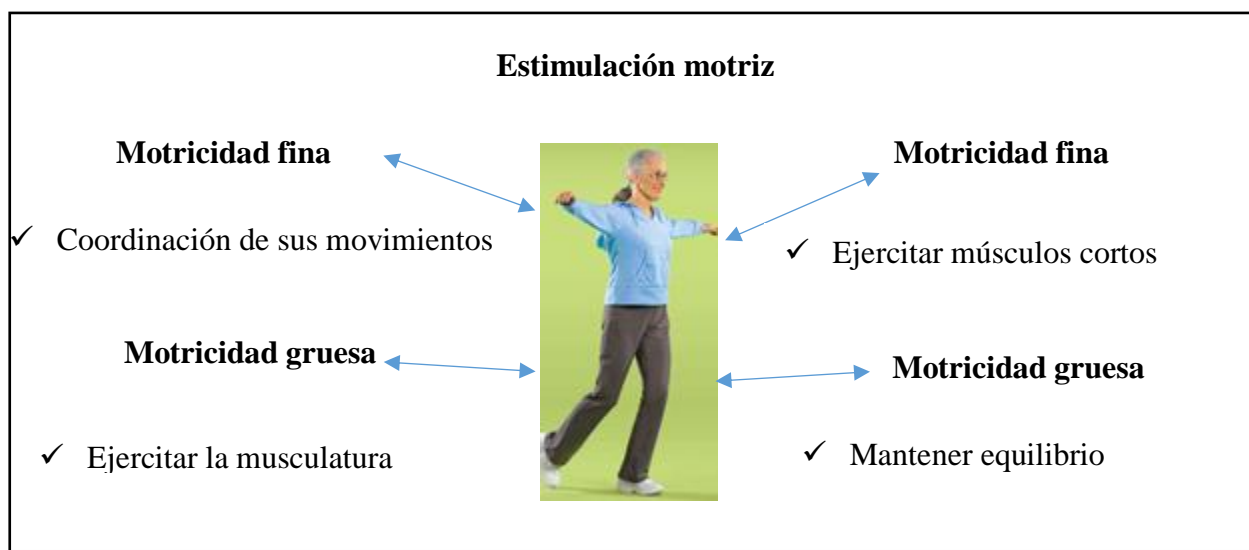 Estimulación motriz
Motricidad fina
Motricidad fina
✓ Coordinación de sus movimientos
✓ Ejercitar músculos cortos
Motricidad gruesa
Motricidad gruesa
✓ Ejercitar la musculatura
✓ Mantener equilibrio